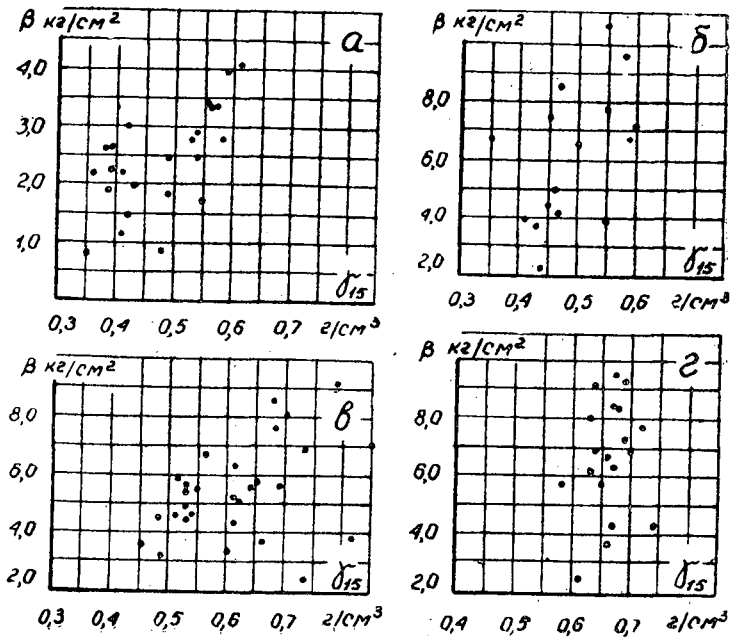 β кг/см²
а
4,0
3,0
2,0
1,0
γ₁₅
0,3 0,4 0,5 0,6 0,7 г/см³
β кг/см²
б
8,0
6,0
4,0
2,0
γ₁₅
0,3 0,4 0,5 0,6 0,7 г/см³
β кг/см²
в
8,0
6,0
4,0
2,0
γ₁₅
0,3 0,4 0,5 0,6 0,7 г/см³
β кг/см²
г
8,0
6,0
4,0
2,0
γ₁₅
0,4 0,5 0,6 0,7 г/см³